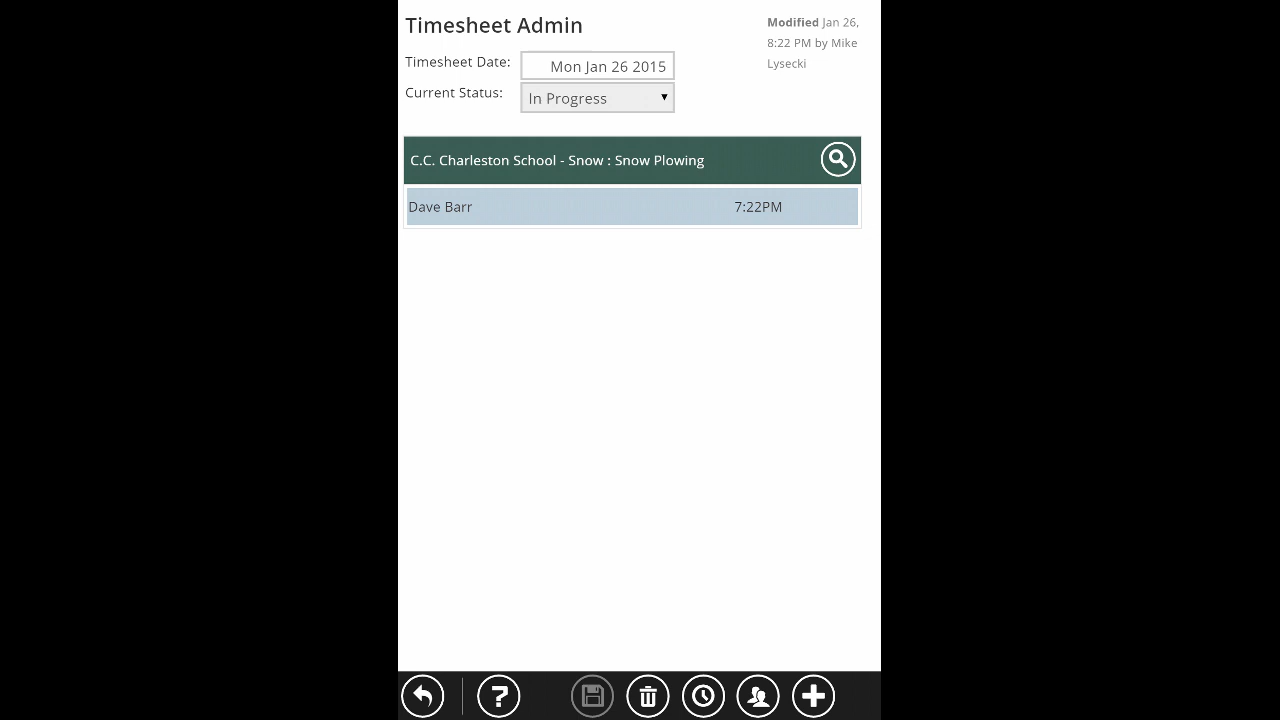 Timesheet Admin
Modified Jan 26,
8:22 PM by Mike
Lysecki
Timesheet Date: Mon Jan 26 2015
Current Status: In Progress
C.C. Charleston School - Snow : Snow Plowing
Dave Barr 7:22PM
?